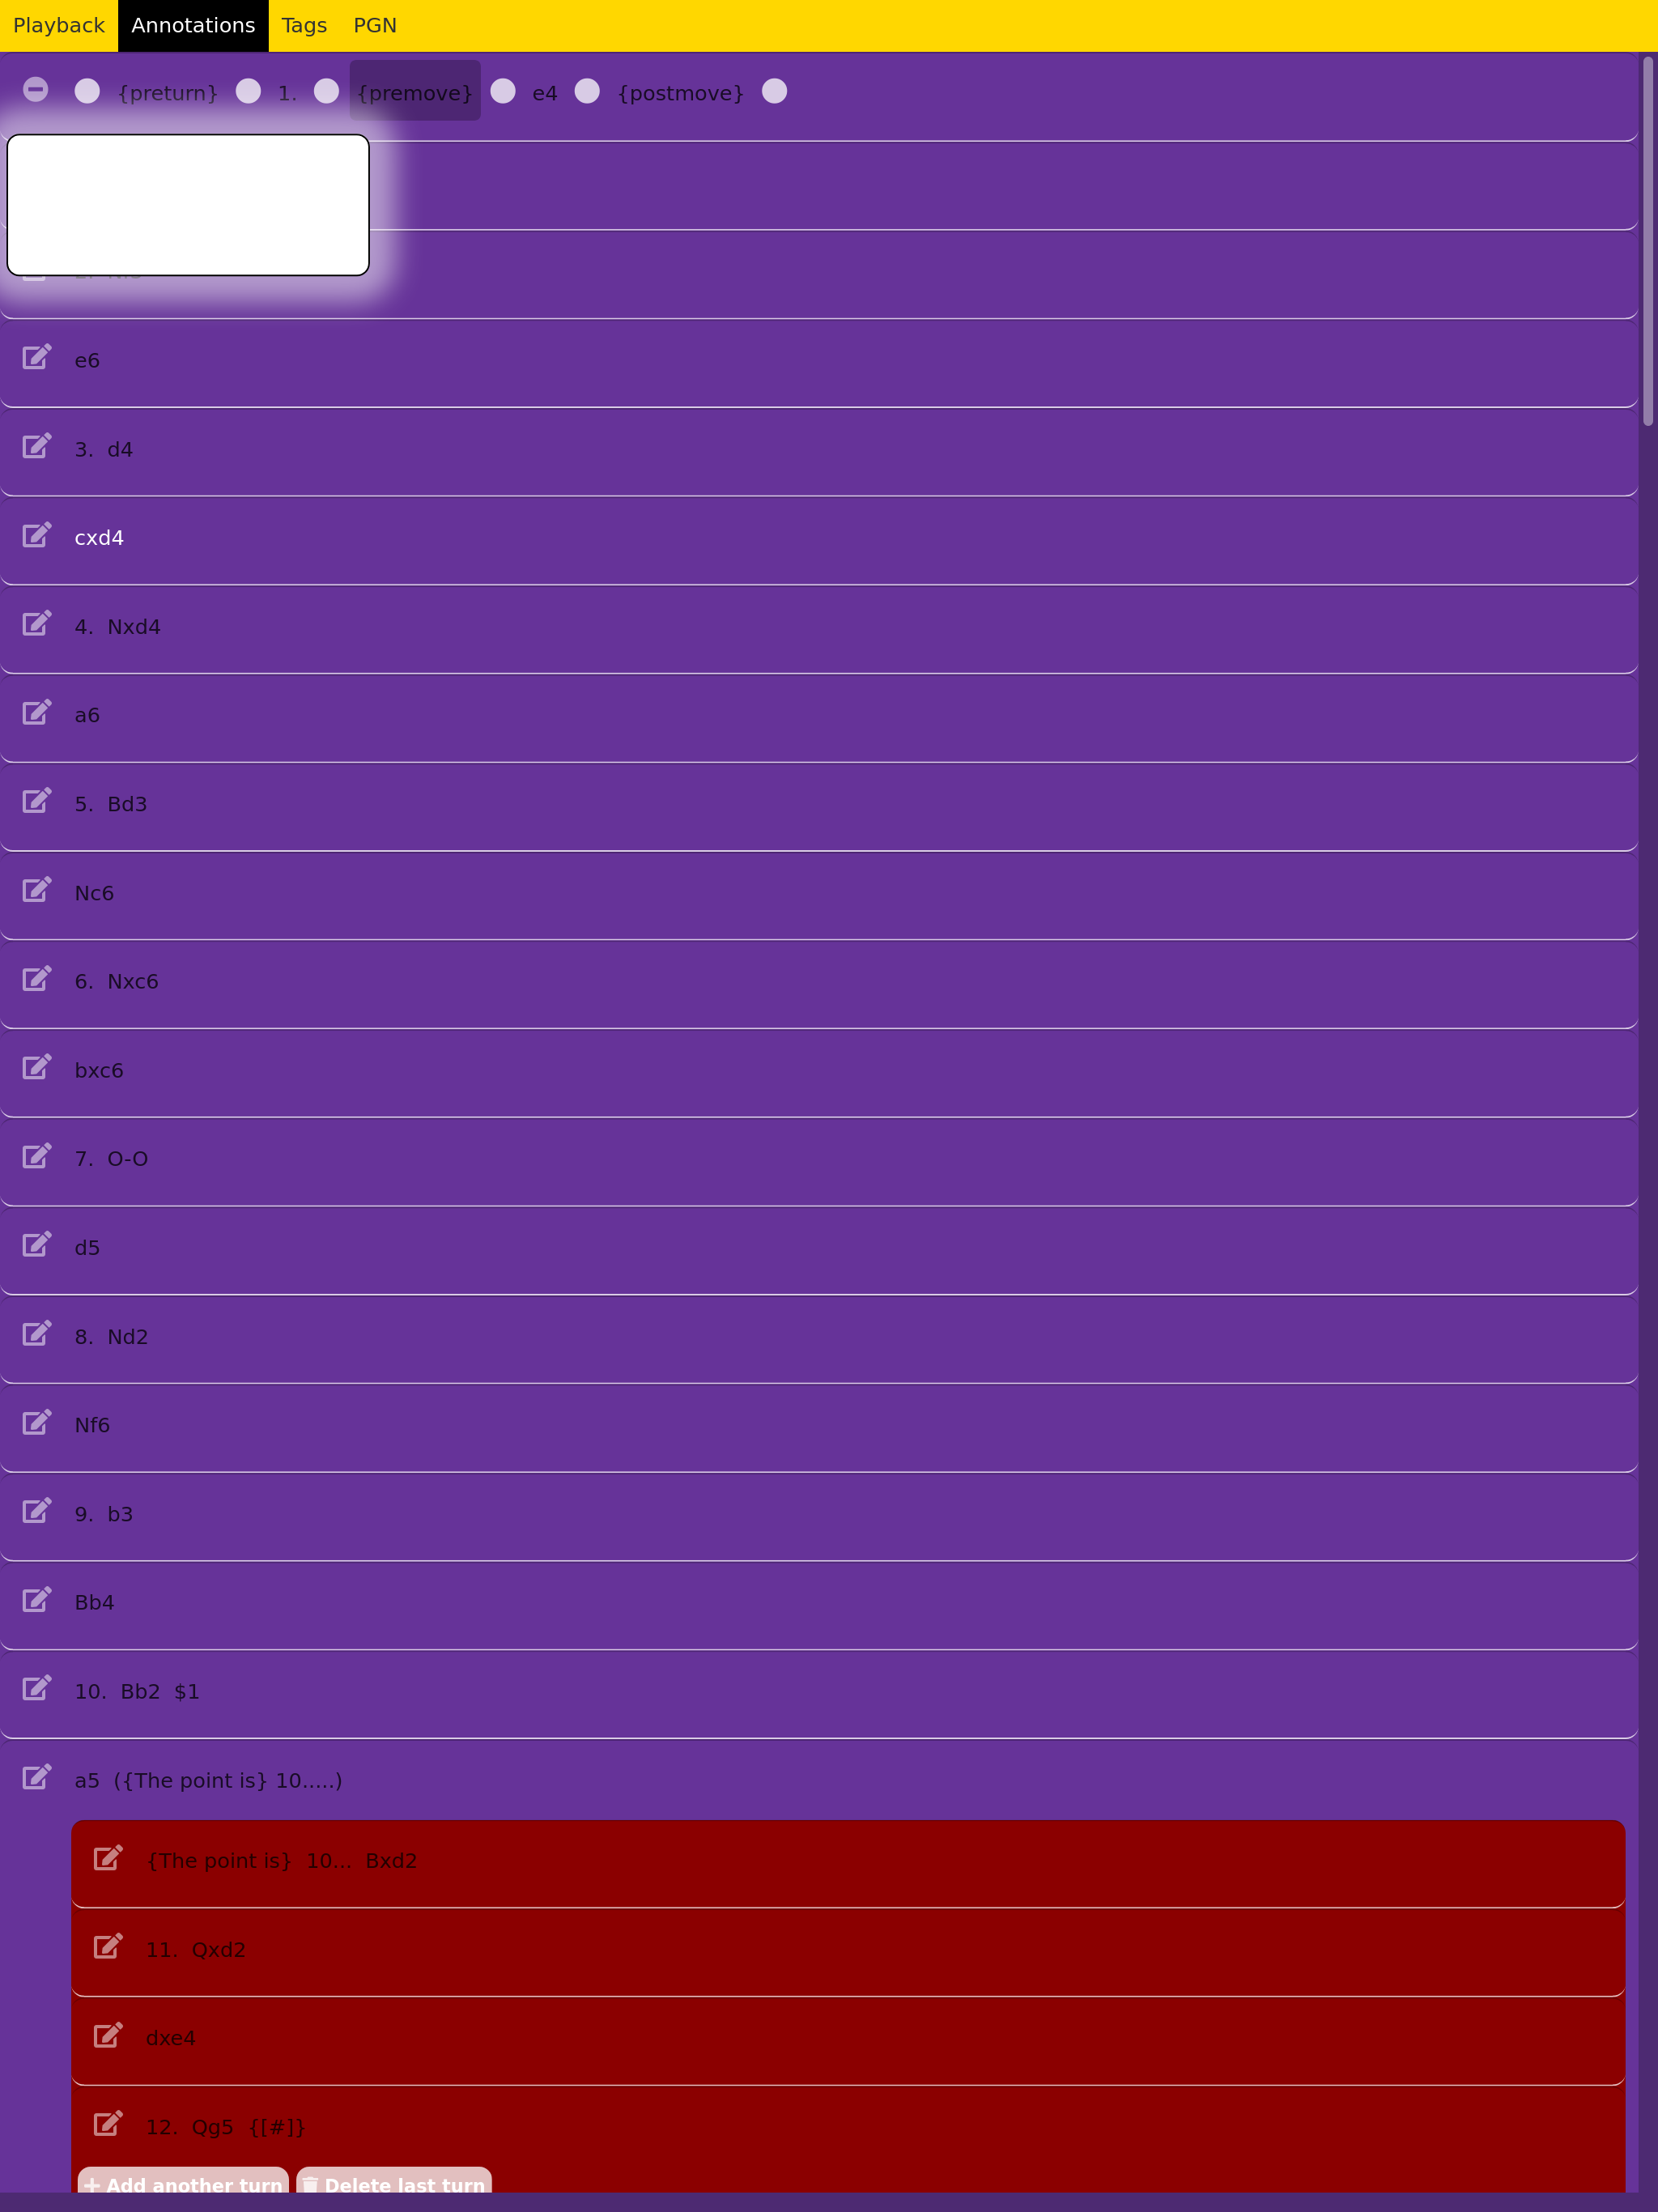 Playback Annotations Tags PGN
{preturn} 1. {premove} e4 {postmove}
e6
3. d4
cxd4
4. Nxd4
a6
5. Bd3
Nc6
6. Nxc6
bxc6
7. O-O
d5
8. Nd2
Nf6
9. b3
Bb4
10. Bb2 $1
a5 ({The point is} 10.....)
{The point is} 10... Bxd2
11. Qxd2
dxe4
12. Qg5 {[#]}
Add another turn Delete last turn